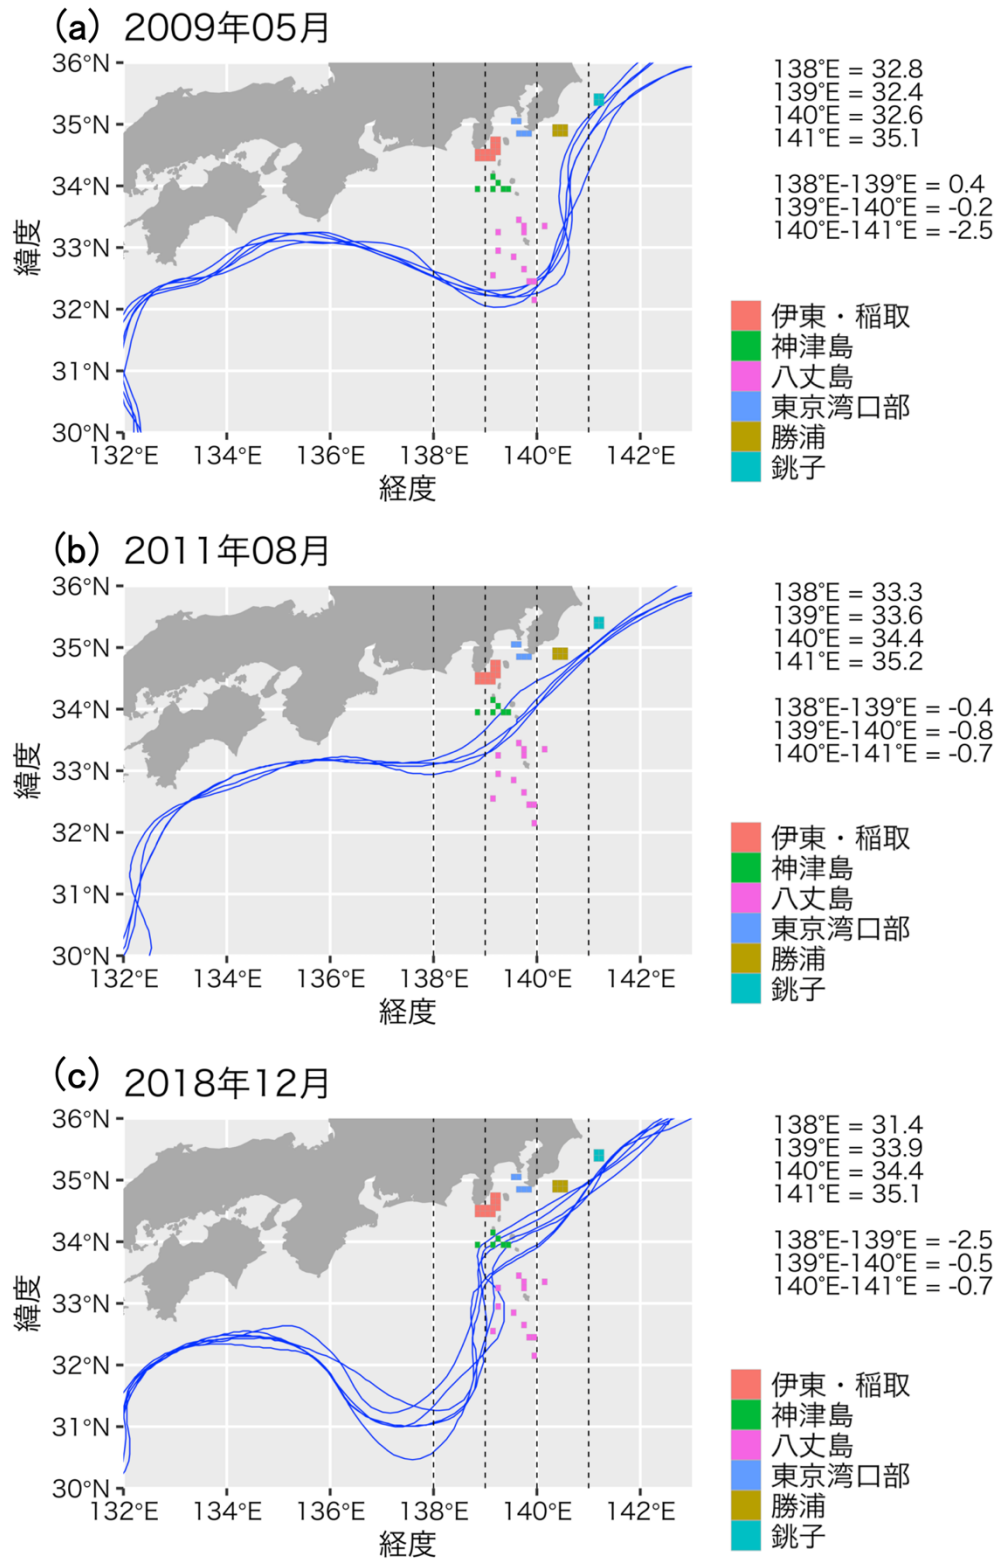 (a) 2009年05月
36°N
35°N
34°N
33°N
32°N
31°N
30°N
緯度
132°E 134°E 136°E 138°E 140°E 142°E
経度
138°E = 32.8
139°E = 32.4
140°E = 32.6
141°E = 35.1
138°E-139°E = 0.4
139°E-140°E = -0.2
140°E-141°E = -2.5
伊東・稲取
神津島
八丈島
東京湾口部
勝浦
銚子
(b) 2011年08月
36°N
35°N
34°N
33°N
32°N
31°N
30°N
緯度
132°E 134°E 136°E 138°E 140°E 142°E
経度
138°E = 33.3
139°E = 33.6
140°E = 34.4
141°E = 35.2
138°E-139°E = -0.4
139°E-140°E = -0.8
140°E-141°E = -0.7
伊東・稲取
神津島
八丈島
東京湾口部
勝浦
銚子
(c) 2018年12月
36°N
35°N
34°N
33°N
32°N
31°N
30°N
緯度
132°E 134°E 136°E 138°E 140°E 142°E
経度
138°E = 31.4
139°E = 33.9
140°E = 34.4
141°E = 35.1
138°E-139°E = -2.5
139°E-140°E = -0.5
140°E-141°E = -0.7
伊東・稲取
神津島
八丈島
東京湾口部
勝浦
銚子